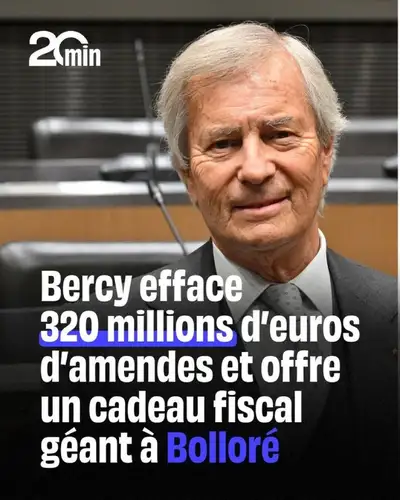 20min
Bercy efface
320 millions d’euros
d’amendes et offre
un cadeau fiscal
géant à Bolloré